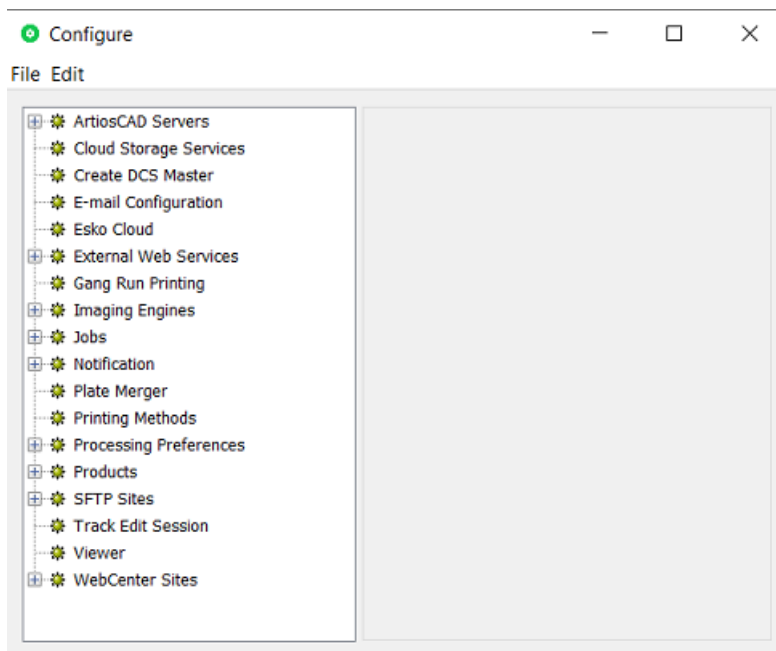 Configure
File Edit
ArtiosCAD Servers
Cloud Storage Services
Create DCS Master
E-mail Configuration
Esko Cloud
External Web Services
Gang Run Printing
Imaging Engines
Jobs
Notification
Plate Merger
Printing Methods
Processing Preferences
Products
SFTP Sites
Track Edit Session
Viewer
WebCenter Sites